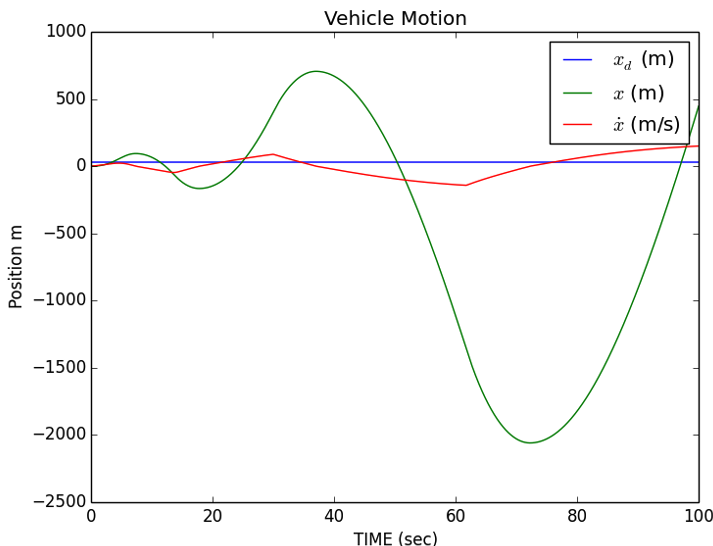 Vehicle Motion
1000
500
0
−500
−1000
−1500
−2000
−2500
Position m
x_d (m)
x (m)
ẋ (m/s)
0 20 40 60 80 100
TIME (sec)